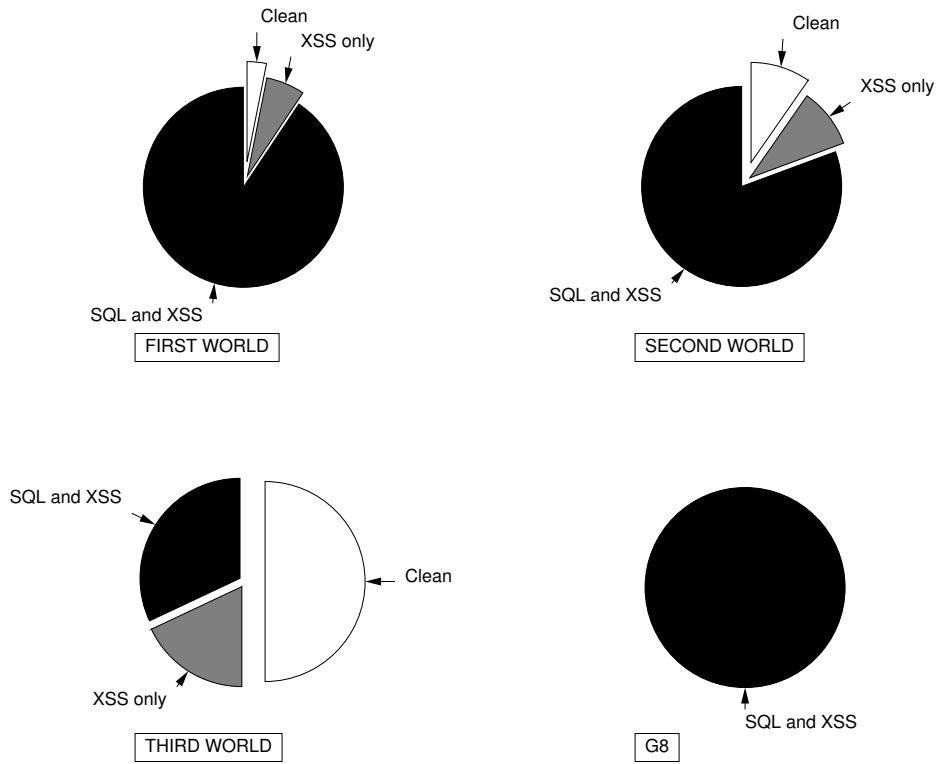 Clean
XSS only
SQL and XSS
FIRST WORLD
Clean
XSS only
SQL and XSS
SECOND WORLD
SQL and XSS
Clean
XSS only
THIRD WORLD
SQL and XSS
G8